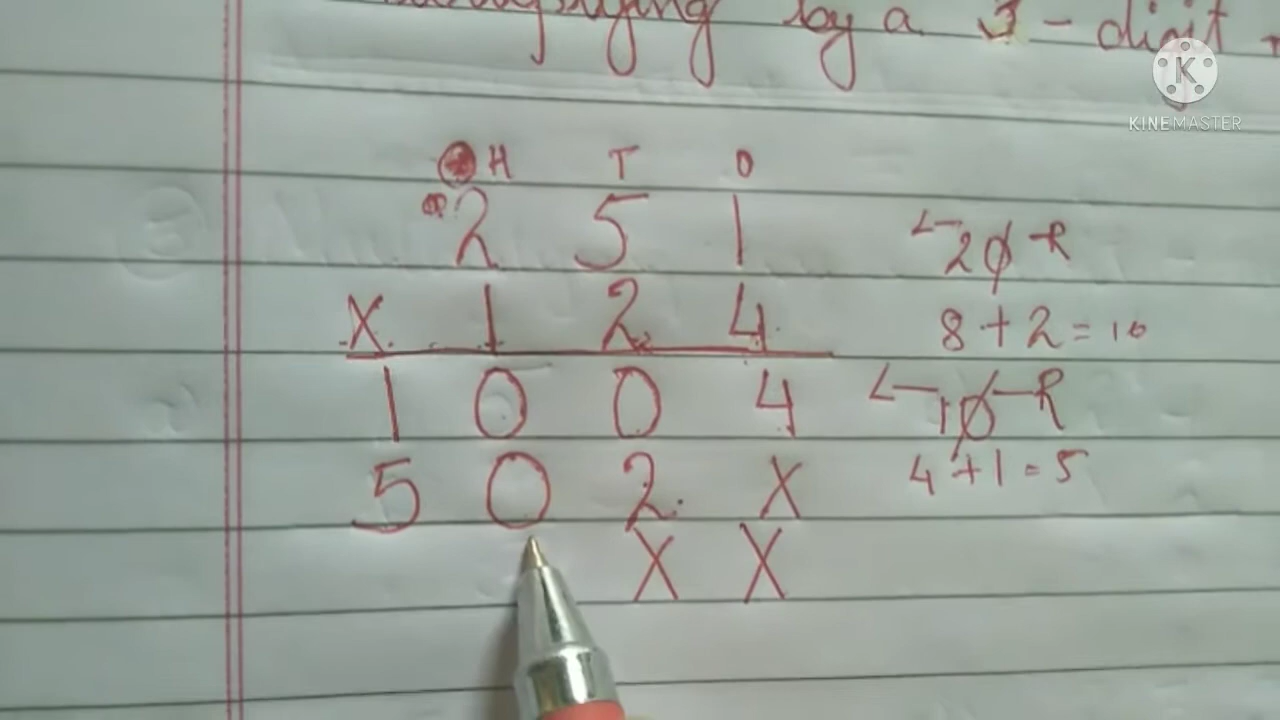 by a 3-digit
K
KINEMASTER
H T O
2 5 1
X 1 2 4
1 0 0 4
5 0 2 X
X X
20-R
8+2=10
10-R
4+1=5